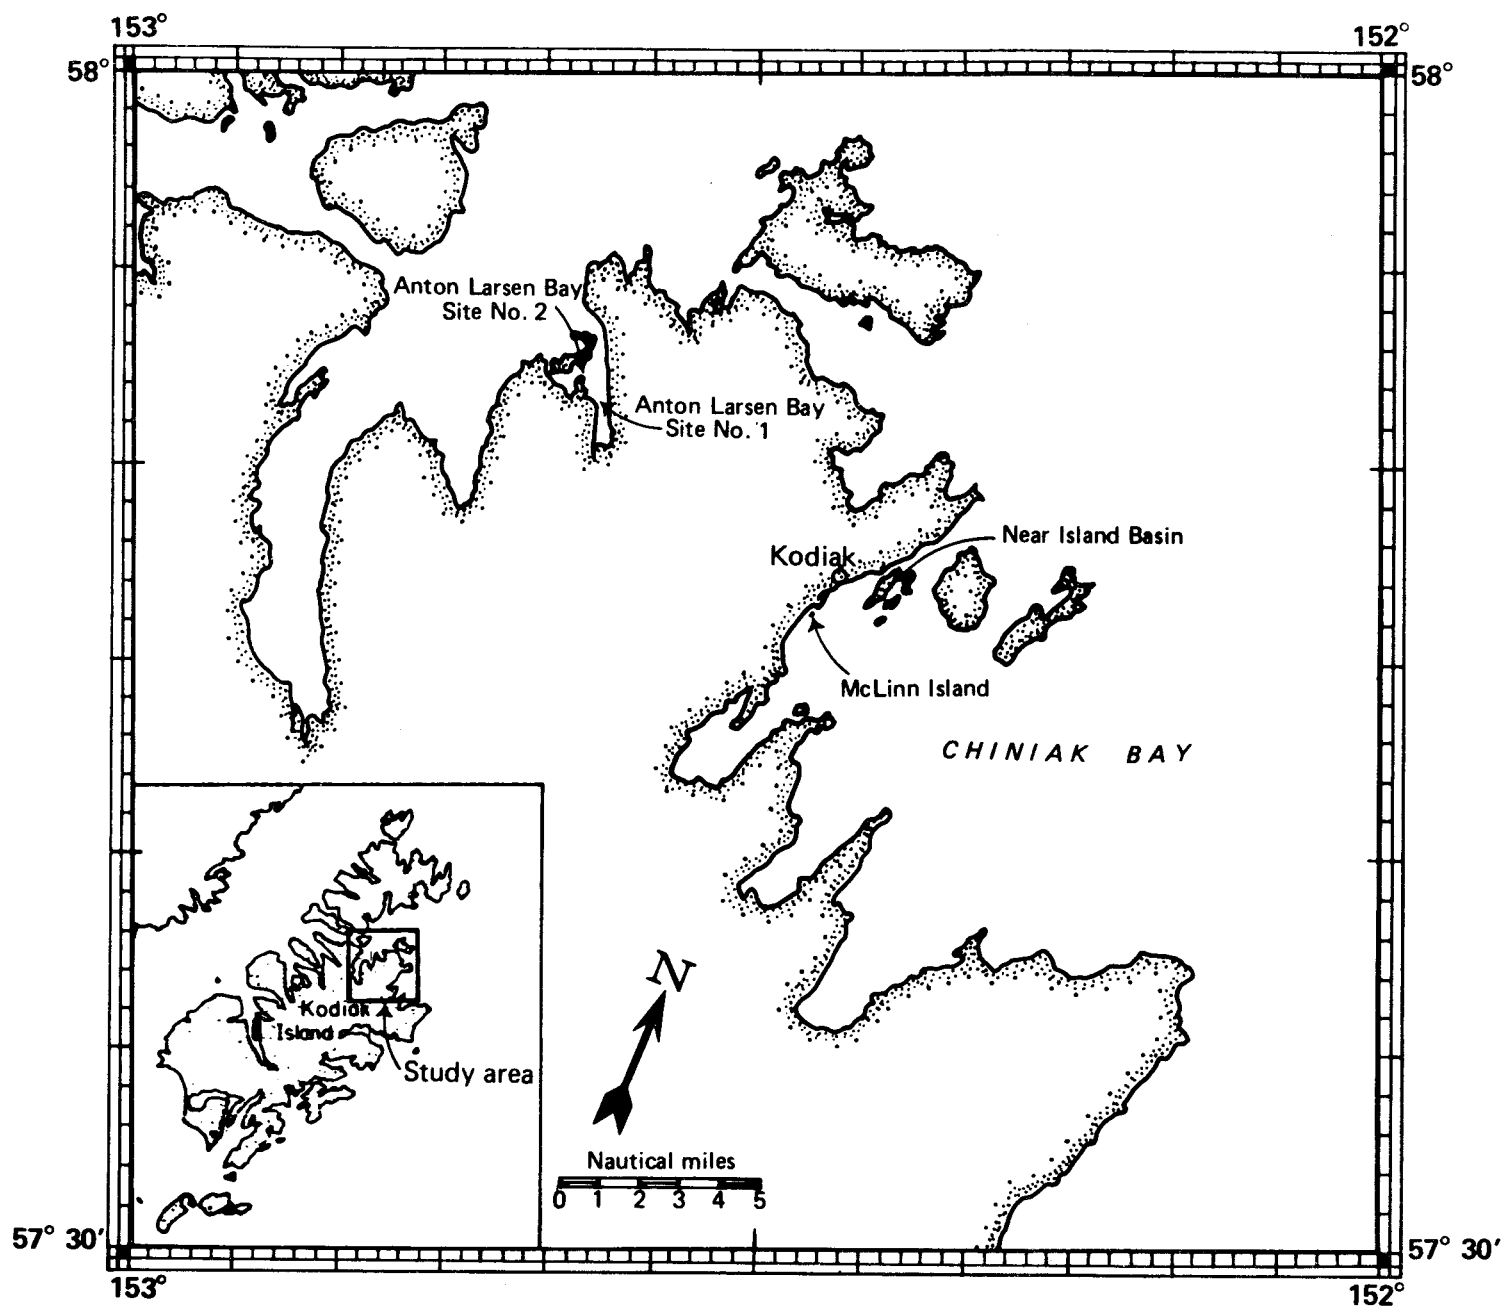 153°
152°
58°
58°
Anton Larsen Bay
Site No. 2
Anton Larsen Bay
Site No. 1
Near Island Basin
Kodiak
McLinn Island
CHINIAK BAY
N
Kodiak
Island
Study area
Nautical miles
0 1 2 3 4 5
57° 30'
57° 30'
153°
152°